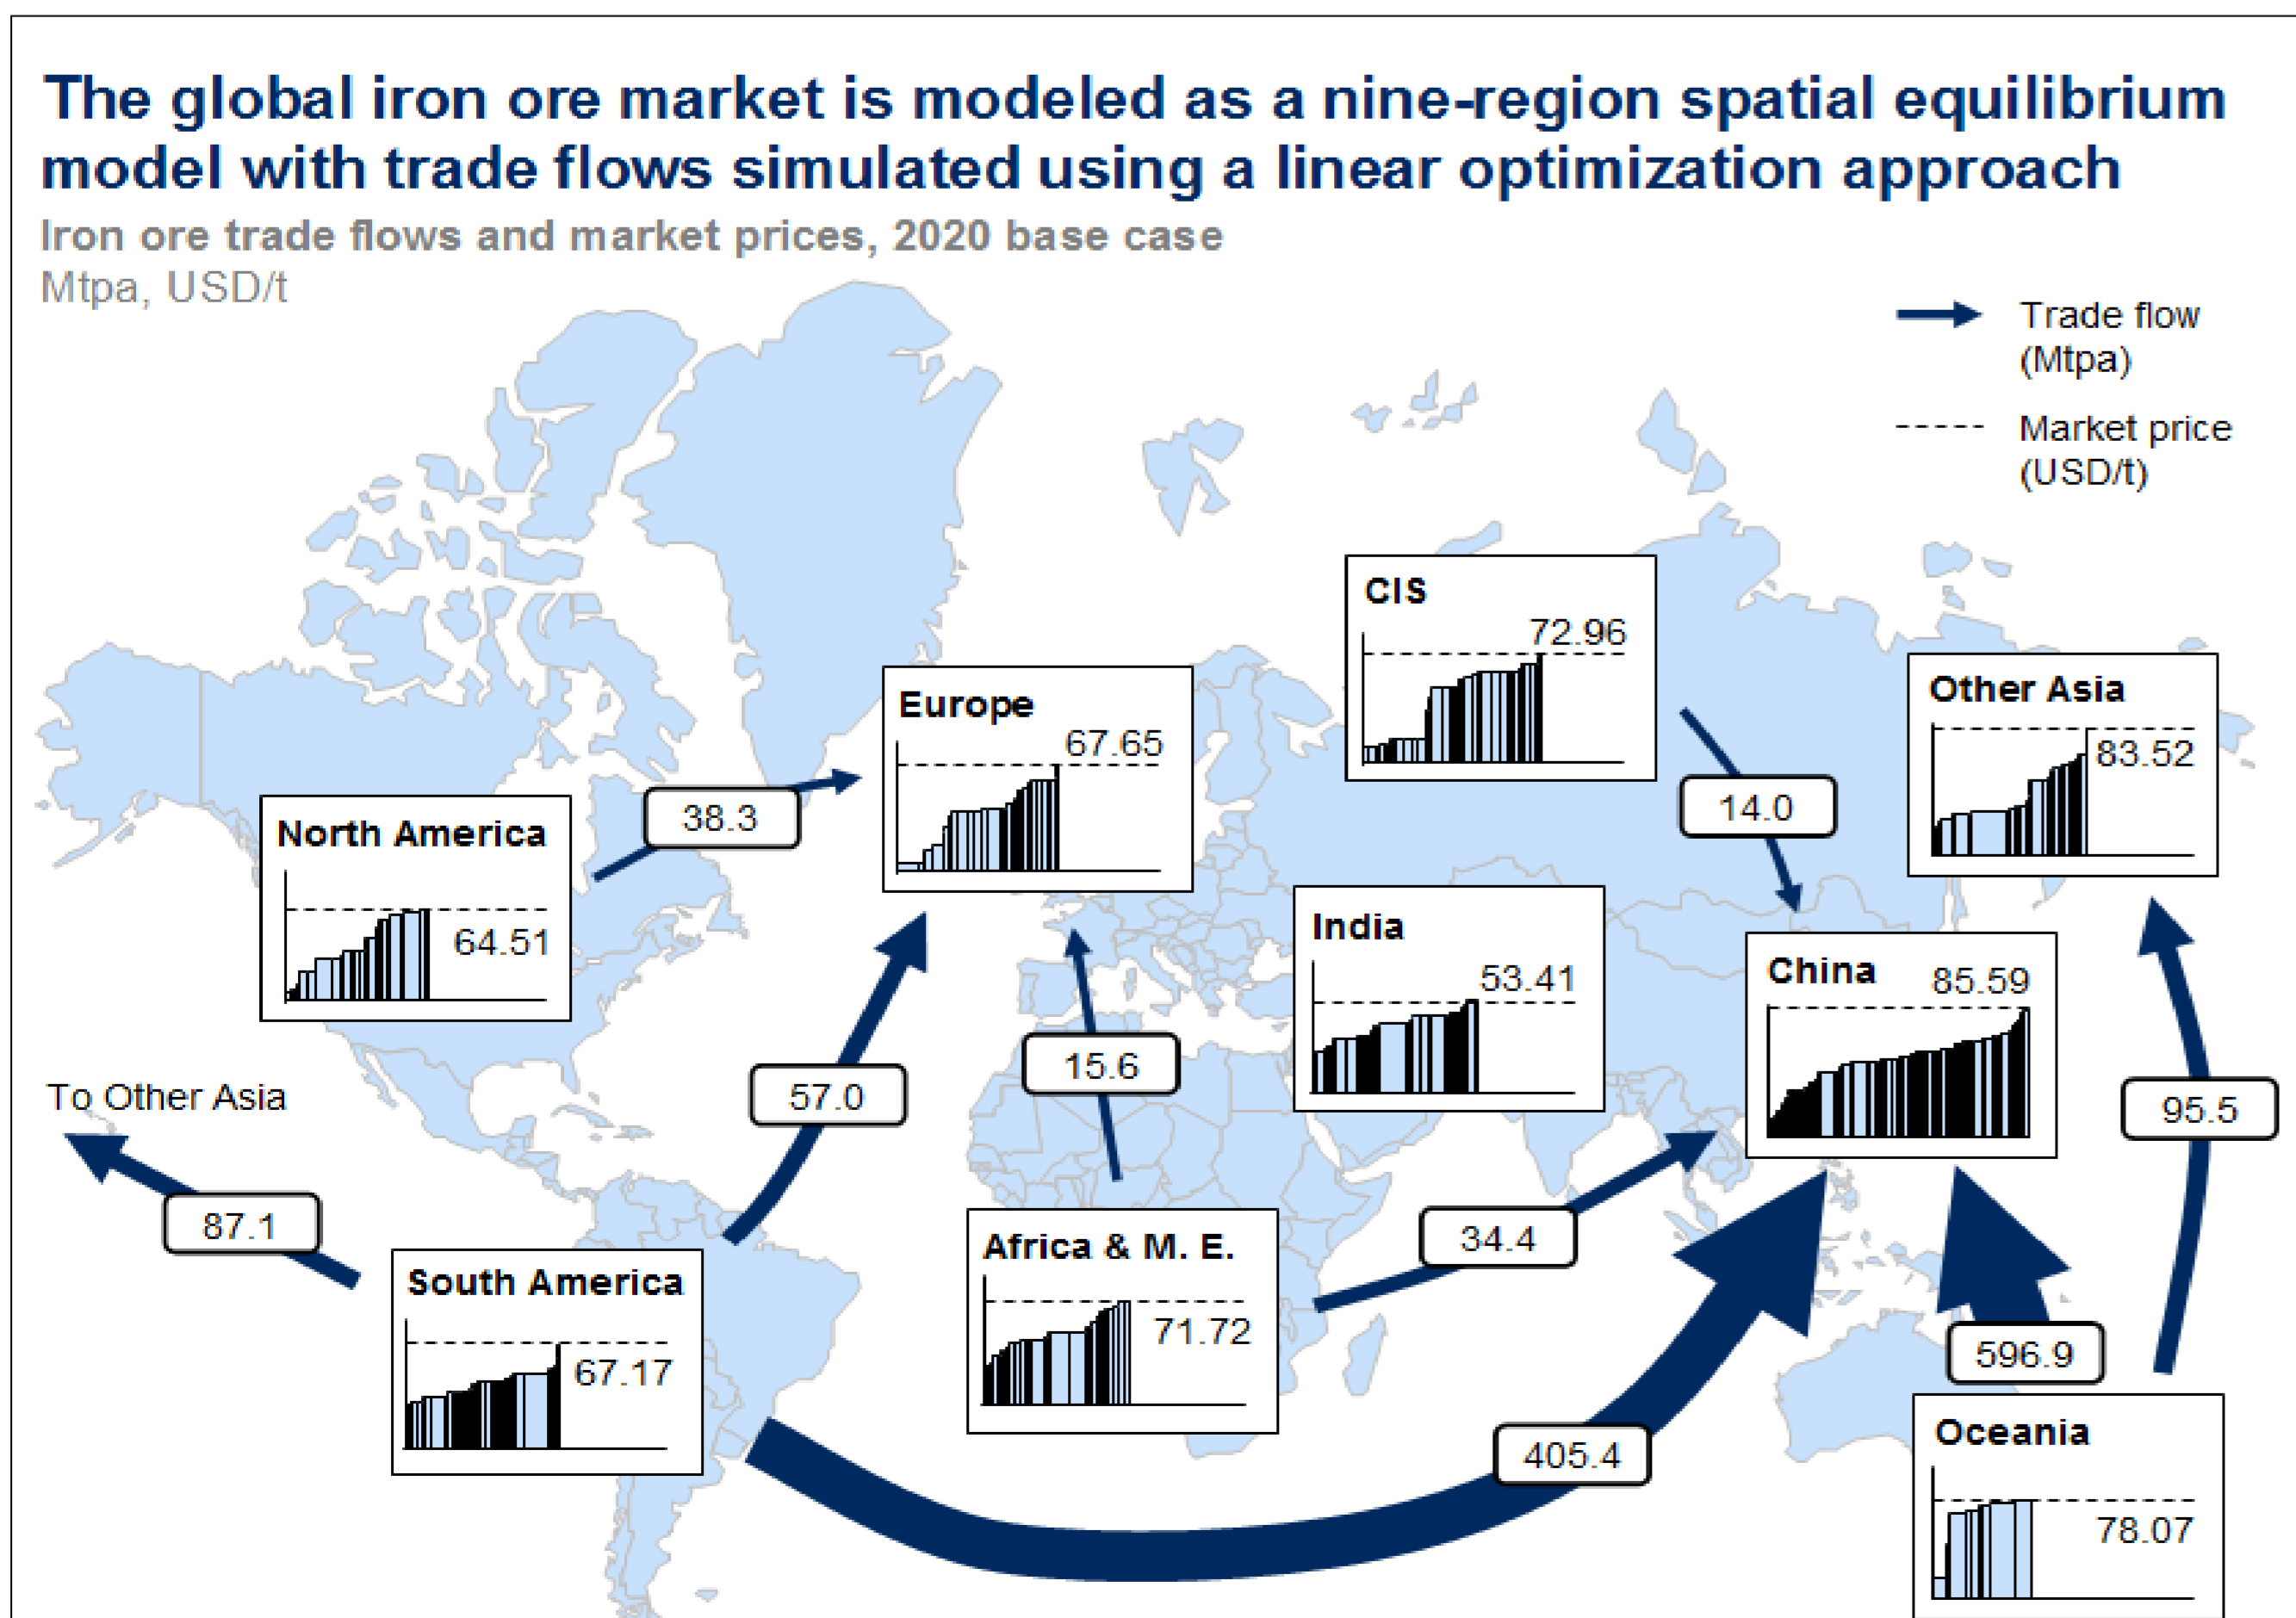 The global iron ore market is modeled as a nine-region spatial equilibrium
model with trade flows simulated using a linear optimization approach
Iron ore trade flows and market prices, 2020 base case
Mtpa, USD/t
Trade flow
(Mtpa)
Market price
(USD/t)
CIS
72.96
Other Asia
83.52
Europe
67.65
14.0
38.3
North America
64.51
India
53.41
China
85.59
To Other Asia
57.0
15.6
95.5
87.1
34.4
Africa & M. E.
71.72
South America
67.17
596.9
405.4
Oceania
78.07